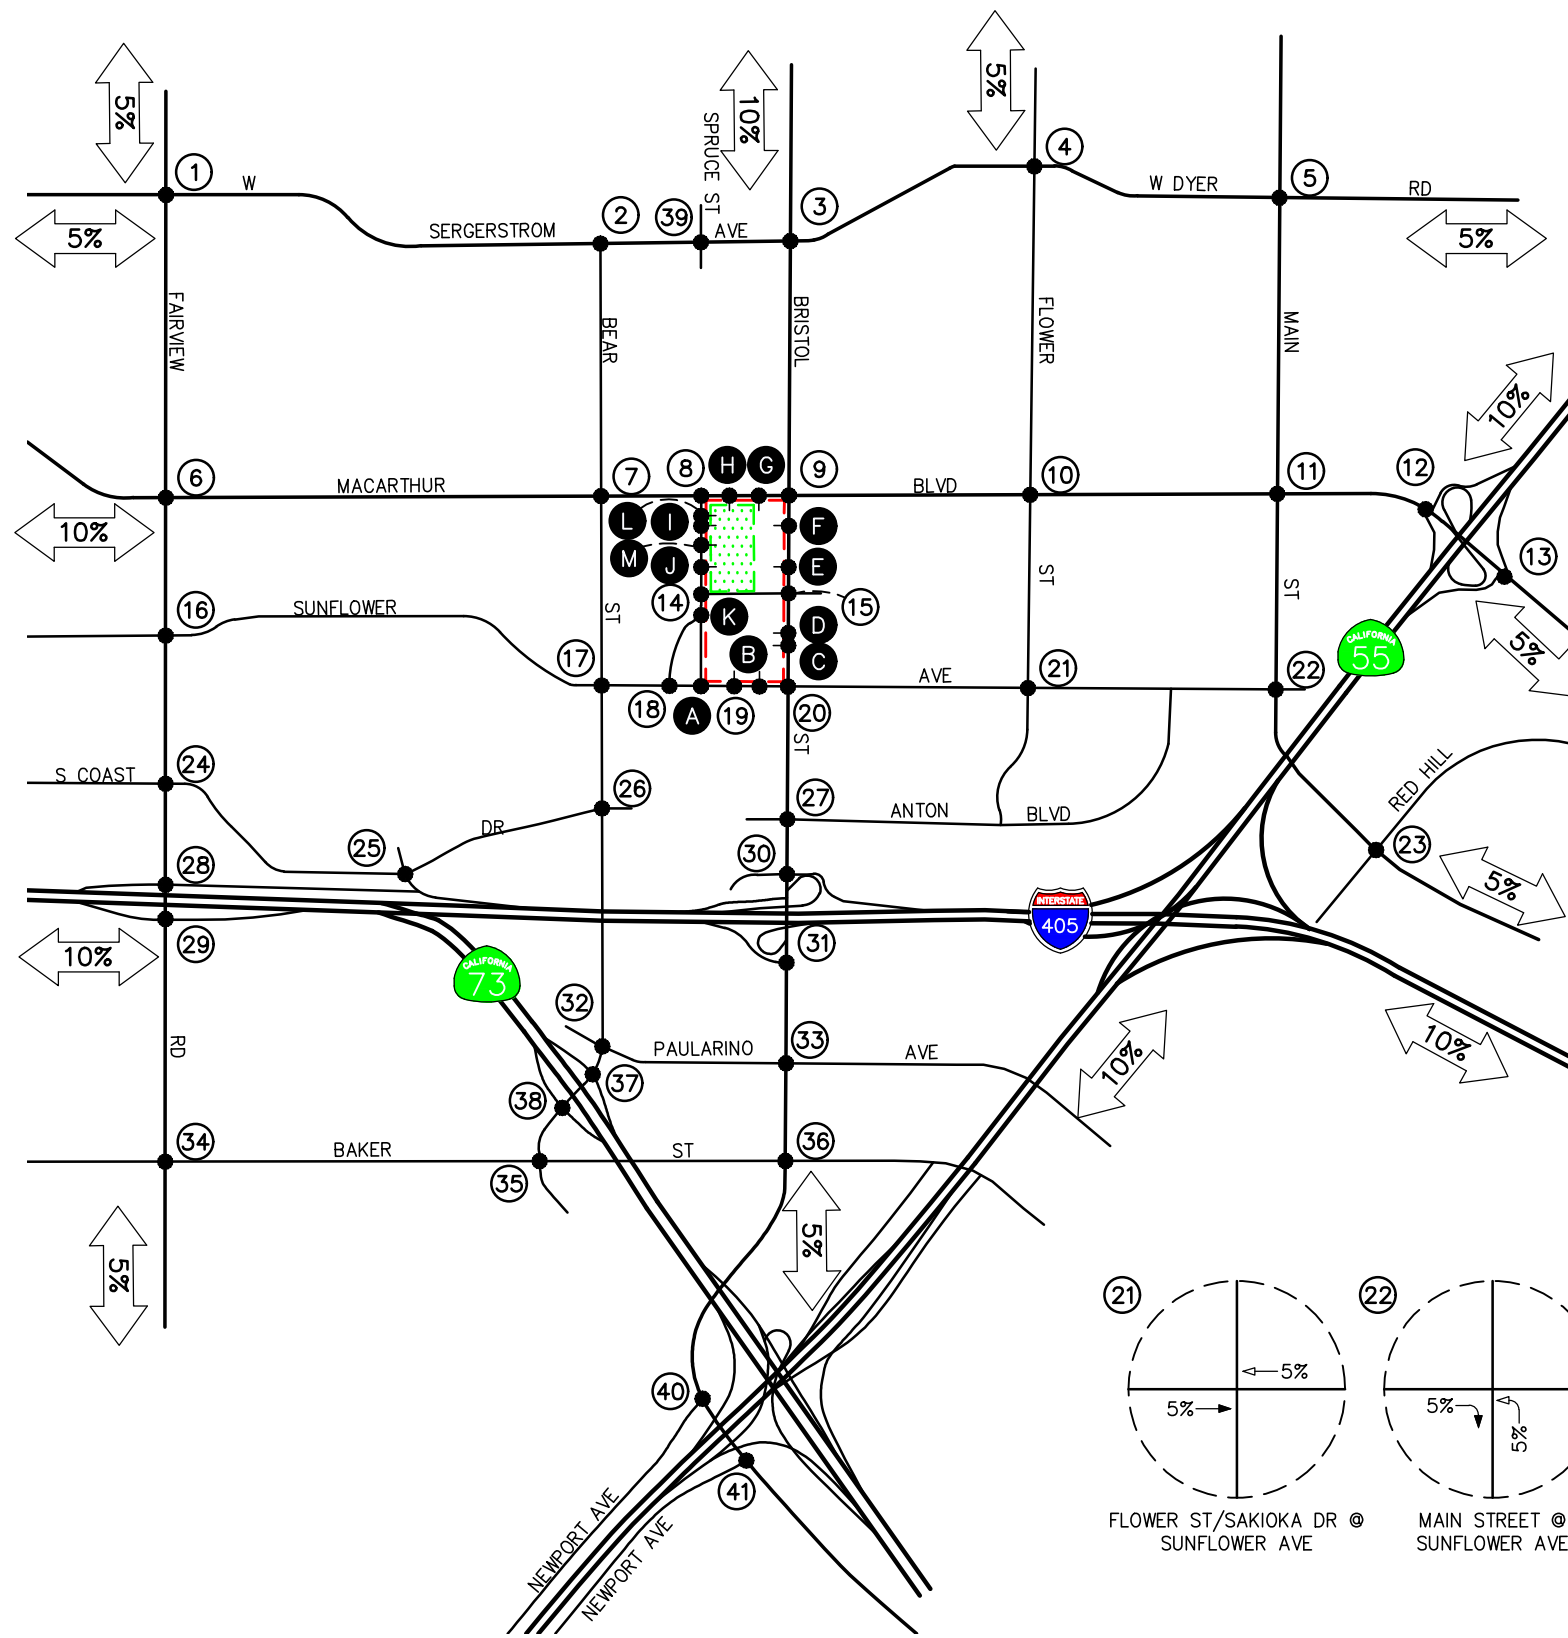 5%
10%
5%
SPRUCE ST
1
W
2
39
3
4
5
W DYER
RD
SERGERSTROM
AVE
5%
5%
FAIRVIEW
BEAR
BRISTOL
FLOWER
MAIN
10%
6
MACARTHUR
7
8
H
G
9
BLVD
10
11
12
10%
L
I
F
M
J
E
13
14
15
ST
ST
ST
16
SUNFLOWER
K
D
B
C
5%
CALIFORNIA
55
17
18
A
19
20
AVE
21
22
ST
24
S COAST
26
27
ANTON
BLVD
RED HILL
DR
25
28
30
23
5%
INTERSTATE
405
29
31
10%
CALIFORNIA
73
32
RD
PAULARINO
33
AVE
10%
10%
37
38
34
BAKER
ST
36
35
5%
5%
21
22
5%
5%
5%
5%
40
41
FLOWER ST/SAKIOKA DR @
SUNFLOWER AVE
MAIN STREET @
SUNFLOWER AVE
NEWPORT AVE
NEWPORT AVE